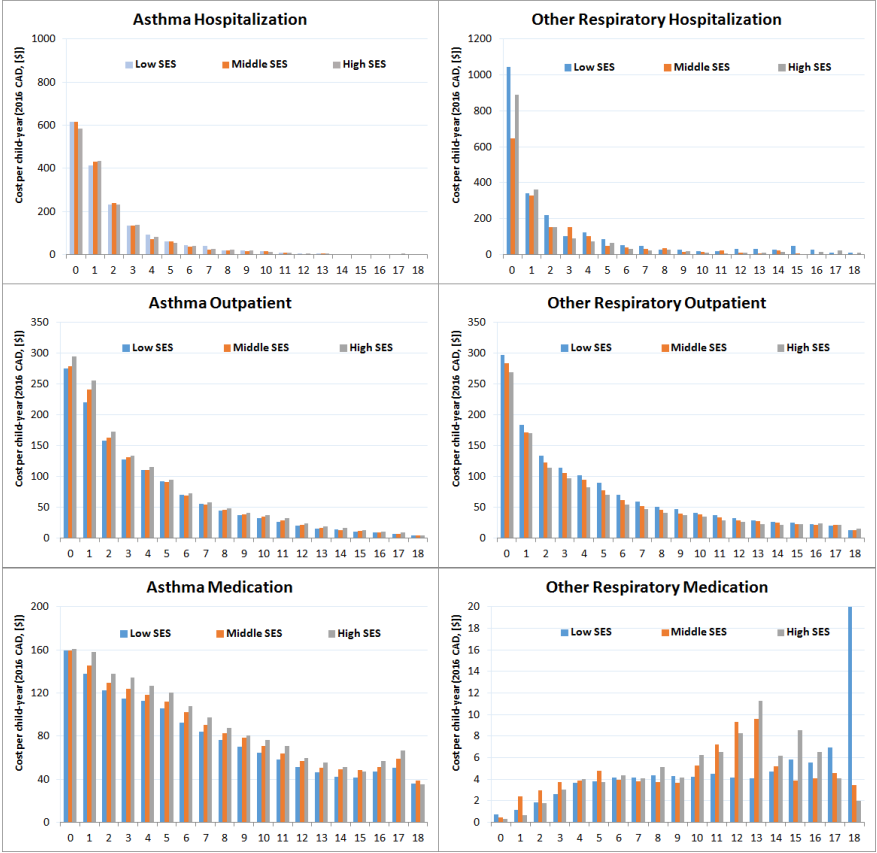 Asthma Hospitalization
Cost per child-year (2016 CAD, [$])
1000
800
600
400
200
0
Low SES Middle SES High SES
0 1 2 3 4 5 6 7 8 9 10 11 12 13 14 15 16 17 18
Other Respiratory Hospitalization
Cost per child-year (2016 CAD, [$])
1200
1000
800
600
400
200
0
Low SES Middle SES High SES
0 1 2 3 4 5 6 7 8 9 10 11 12 13 14 15 16 17 18
Asthma Outpatient
Cost per child-year (2016 CAD, [$])
350
300
250
200
150
100
50
0
Low SES Middle SES High SES
0 1 2 3 4 5 6 7 8 9 10 11 12 13 14 15 16 17 18
Other Respiratory Outpatient
Cost per child-year (2016 CAD, [$])
350
300
250
200
150
100
50
0
Low SES Middle SES High SES
0 1 2 3 4 5 6 7 8 9 10 11 12 13 14 15 16 17 18
Asthma Medication
Cost per child-year (2016 CAD, [$])
200
160
120
80
40
0
Low SES Middle SES High SES
0 1 2 3 4 5 6 7 8 9 10 11 12 13 14 15 16 17 18
Other Respiratory Medication
Cost per child-year (2016 CAD, [$])
20
18
16
14
12
10
8
6
4
2
0
Low SES Middle SES High SES
0 1 2 3 4 5 6 7 8 9 10 11 12 13 14 15 16 17 18